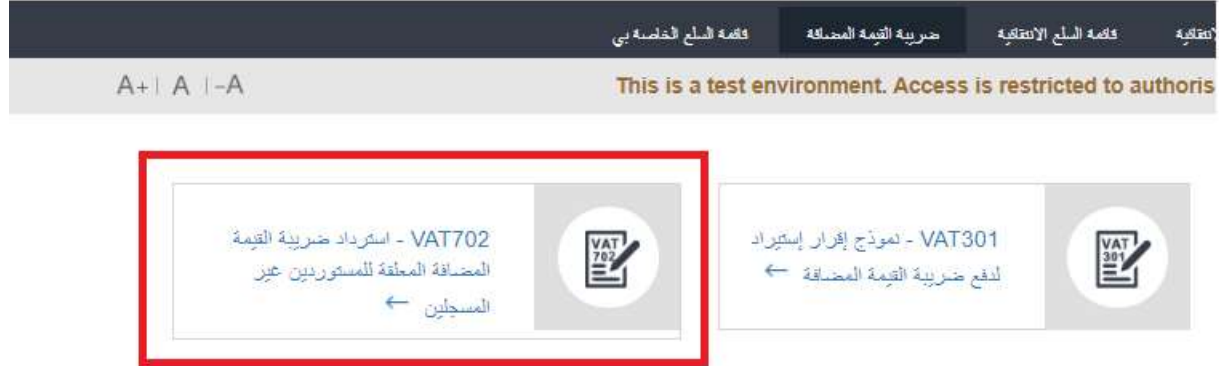 نتقائية قائمة السلع الانتقائية ضريبة القيمة المضافة قائمة السلع الخاصة بي
A+ | A | -A This is a test environment. Access is restricted to authoris
VAT301 - نموذج إقرار إستيراد
لدفع ضريبة القيمة المضافة ←
VAT
301
VAT702 - استرداد ضريبة القيمة
المضافة المعلقة للمستوردين غير
المسجلين ←
VAT
702